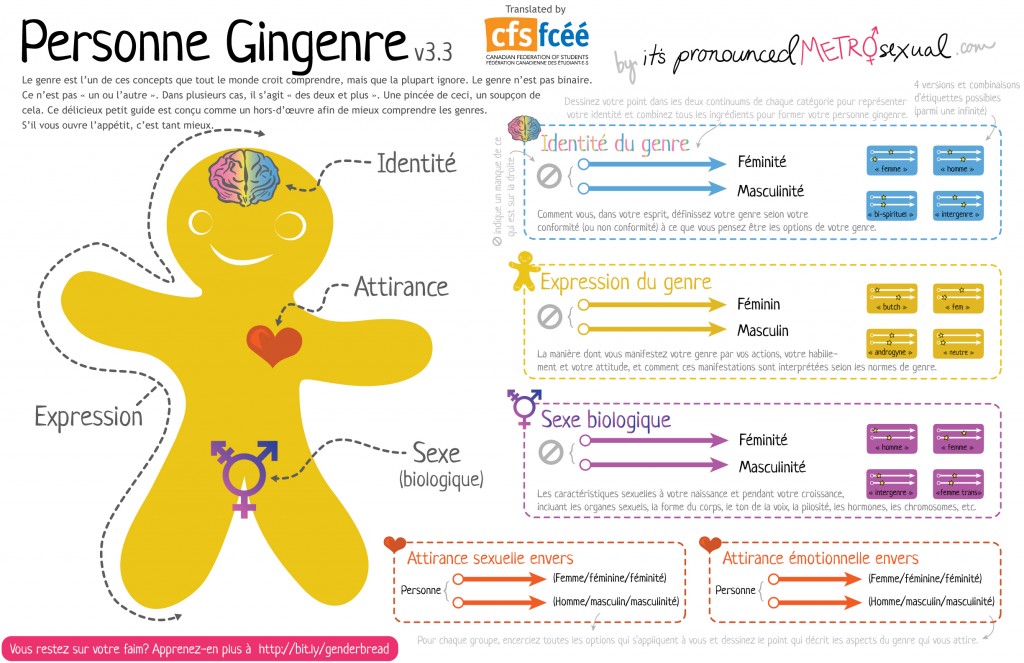 Personne Gingenre v3.3
Translated by
cfs fcéé
CANADIAN FEDERATION OF STUDENTS
FÉDÉRATION CANADIENNE DES ÉTUDIANT-E-S
by it's pronounced METROsexual.com
Le genre est l'un de ces concepts que tout le monde croit comprendre, mais que la plupart ignore. Le genre n'est pas binaire.
Ce n'est pas « un ou l'autre ». Dans plusieurs cas, il s'agit « des deux et plus ». Une pincée de ceci, un soupçon de
cela. Ce délicieux petit guide est conçu comme un hors-d'œuvre afin de mieux comprendre les genres.
S'il vous ouvre l'appétit, c'est tant mieux.
Identité
Attirance
Expression
Sexe
(biologique)
Dessinez votre point dans les deux continuums de chaque catégorie pour représenter
votre identité et combinez tous les ingrédients pour former votre personne gingenre.
4 versions et combinaisons
d'étiquettes possibles
(parmi une infinité)
indique un manque de ce
qui est sur la droite
Identité du genre
Féminité
Masculinité
« femme »
« homme »
« bi-spirituel »
« intergenre »
Comment vous, dans votre esprit, définissez votre genre selon votre
conformité (ou non conformité) à ce que vous pensez être les options de votre genre.
Expression du genre
Féminin
Masculin
« butch »
« fem »
« androgyne »
« neutre »
La manière dont vous manifestez votre genre par vos actions, votre habille-
ment et votre attitude, et comment ces manifestations sont interprétées selon les normes de genre.
Sexe biologique
Féminité
Masculinité
« homme »
« femme »
« intergenre »
«femme trans»
Les caractéristiques sexuelles à votre naissance et pendant votre croissance,
incluant les organes sexuels, la forme du corps, le ton de la voix, la pilosité, les hormones, les chromosomes, etc.
Attirance sexuelle envers
Personne
(Femme/féminine/féminité)
(Homme/masculin/masculinité)
Attirance émotionnelle envers
Personne
(Femme/féminine/féminité)
(Homme/masculin/masculinité)
Pour chaque groupe, encerclez toutes les options qui s'appliquent à vous et dessinez le point qui décrit les aspects du genre qui vous attire.
Vous restez sur votre faim? Apprenez-en plus à http://bit.ly/genderbread